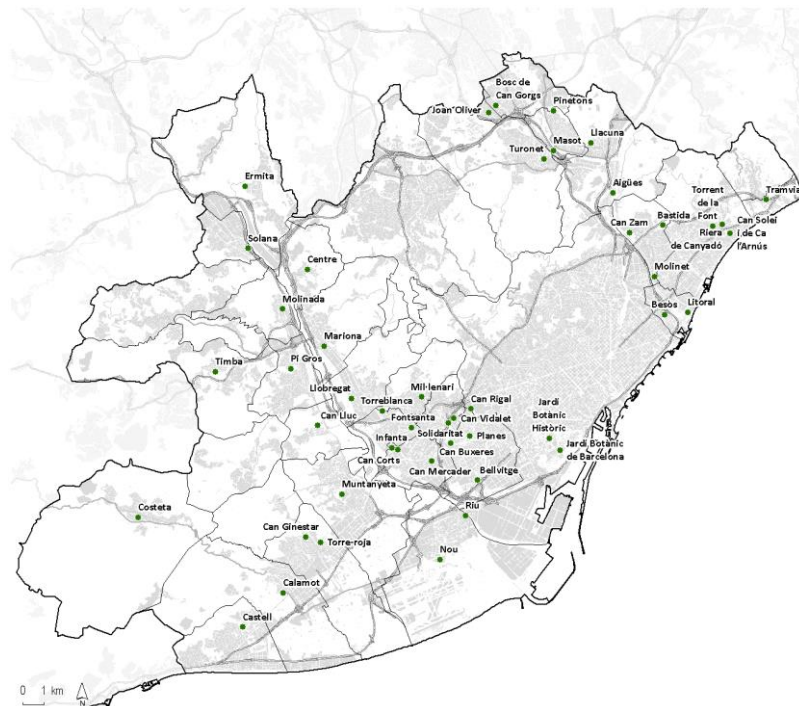 Bosc de
Can Gorgs
Joan Oliver
Pinetons
Masot
Llacuna
Turonet
Ermita
Aigües
Torrent
de la
Font
Tramvia
Can Zam
Bastida
Riera
de Canyadó
Can Solei
i de Ca
l'Arnús
Solana
Centre
Molinet
Molinada
Besòs
Litoral
Mariona
Timba
Pi Gros
Llobregat
Torreblanca
Mil·lenari
Can Rigal
Jardí
Botànic
Històric
Can Lluc
Fontsanta
Can Vidalet
Solidaritat
Planes
Infanta
Can Buxeres
Jardí Botànic
de Barcelona
Can Corts
Can Mercader
Bellvitge
Muntanyeta
Costeta
Riu
Can Ginestar
Torre-roja
Nou
Calamot
Castell
0 1 km
N